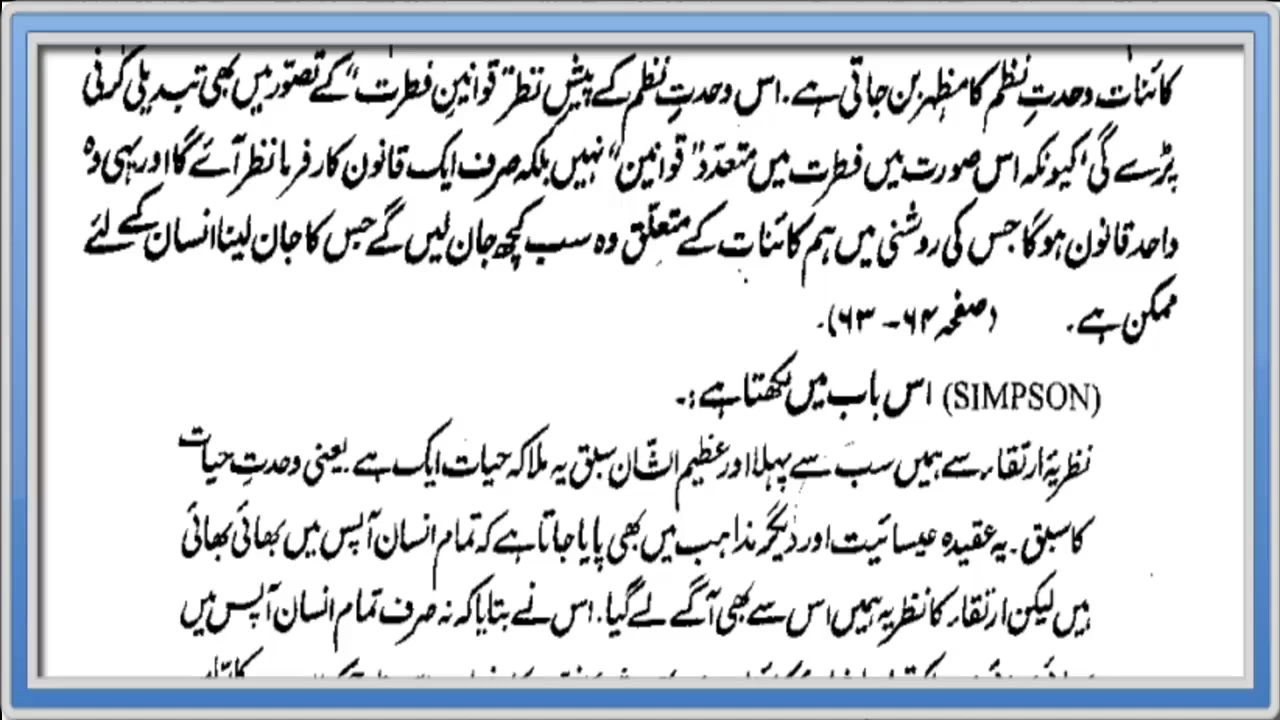 کائنات وحدتِ نظم کا مظہر بن جاتی ہے۔ اس وحدتِ نظم کے پیش نظر "قوانینِ فطرت" کے تصوّر میں بھی تبدیلی کرنی
پڑے گی' کیونکہ اس صورت میں فطرت میں متعدّد "قوانین" نہیں بلکہ صرف ایک قانون کارفرما نظر آئے گا اور یہی وہ
واحد قانون ہوگا جس کی روشنی میں ہم کائنات کے متعلّق وہ سب کچھ جان لیں گے جس کا جان لینا انسان کے لئے
ممکن ہے۔ (صفحہ ۶۴ – ۶۳)۔
(SIMPSON) اس باب میں لکھتا ہے :۔
نظریۂ ارتقاء سے ہمیں سب سے پہلا اور عظیم الشّان سبق یہ ملا کہ حیات ایک ہے۔ یعنی وحدتِ حیات
کا سبق۔ یہ عقیدہ عیسائیت اور دیگر مذاہب میں بھی پایا جاتا ہے کہ تمام انسان آپس میں بھائی بھائی
ہیں لیکن ارتقاء کا نظریہ ہمیں اس سے بھی آگے لے گیا۔ اس نے بتایا کہ نہ صرف تمام انسان آپس میں